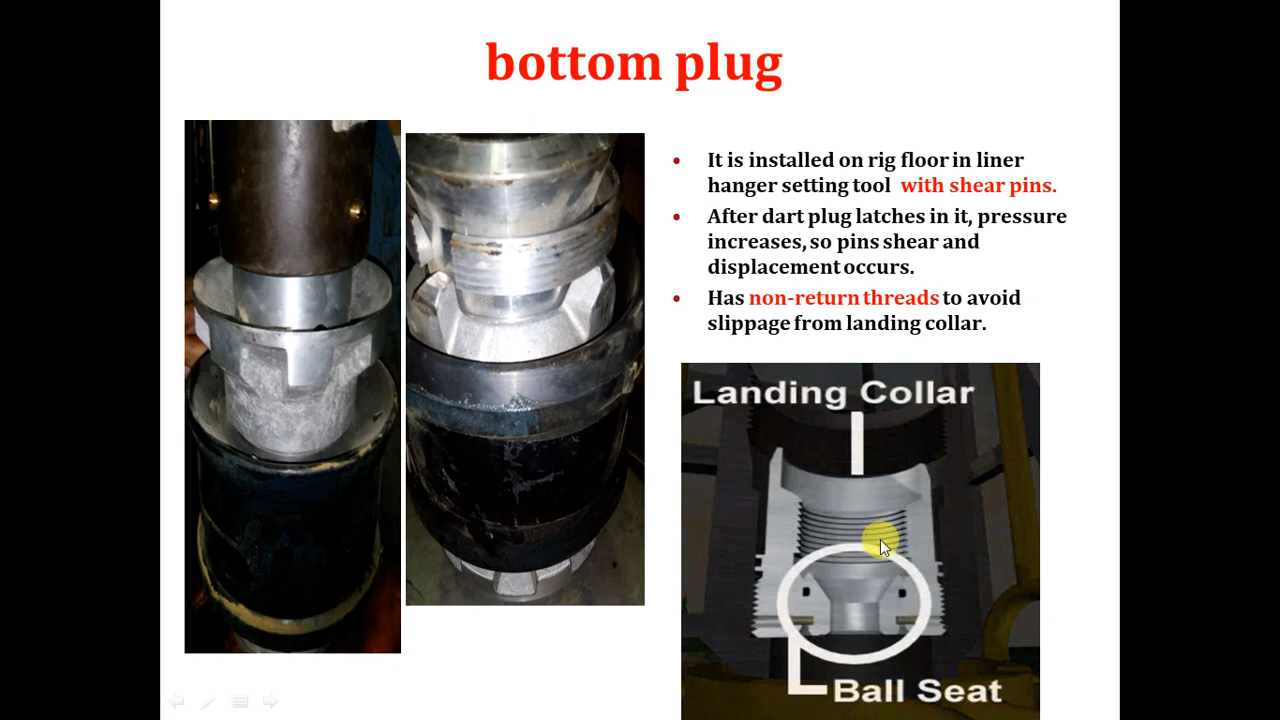 bottom plug
• It is installed on rig floor in liner
hanger setting tool with shear pins.
• After dart plug latches in it, pressure
increases, so pins shear and
displacement occurs.
• Has non-return threads to avoid
slippage from landing collar.
Landing Collar
Ball Seat